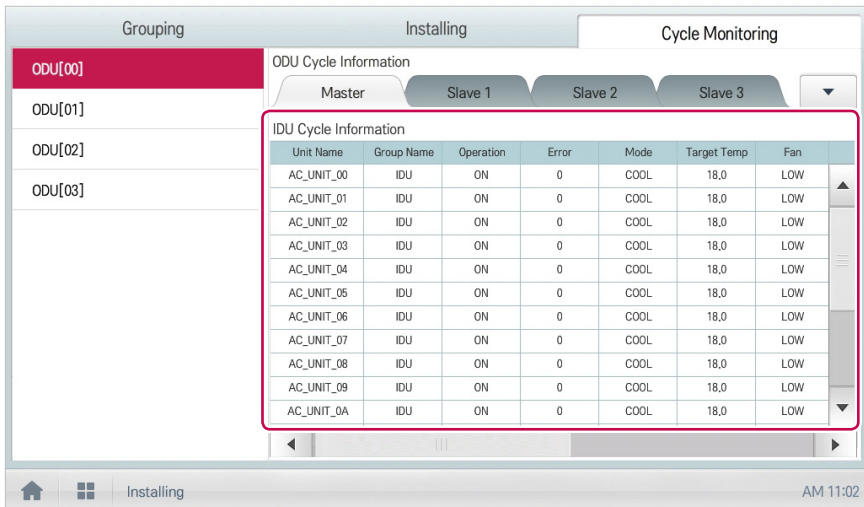 Grouping Installing Cycle Monitoring
ODU[00]
ODU[01]
ODU[02]
ODU[03]
ODU Cycle Information
Master Slave 1 Slave 2 Slave 3
IDU Cycle Information
Unit Name Group Name Operation Error Mode Target Temp Fan
AC_UNIT_00 IDU ON 0 COOL 18,0 LOW
AC_UNIT_01 IDU ON 0 COOL 18,0 LOW
AC_UNIT_02 IDU ON 0 COOL 18,0 LOW
AC_UNIT_03 IDU ON 0 COOL 18,0 LOW
AC_UNIT_04 IDU ON 0 COOL 18,0 LOW
AC_UNIT_05 IDU ON 0 COOL 18,0 LOW
AC_UNIT_06 IDU ON 0 COOL 18,0 LOW
AC_UNIT_07 IDU ON 0 COOL 18,0 LOW
AC_UNIT_08 IDU ON 0 COOL 18,0 LOW
AC_UNIT_09 IDU ON 0 COOL 18,0 LOW
AC_UNIT_0A IDU ON 0 COOL 18,0 LOW
Installing AM 11:02